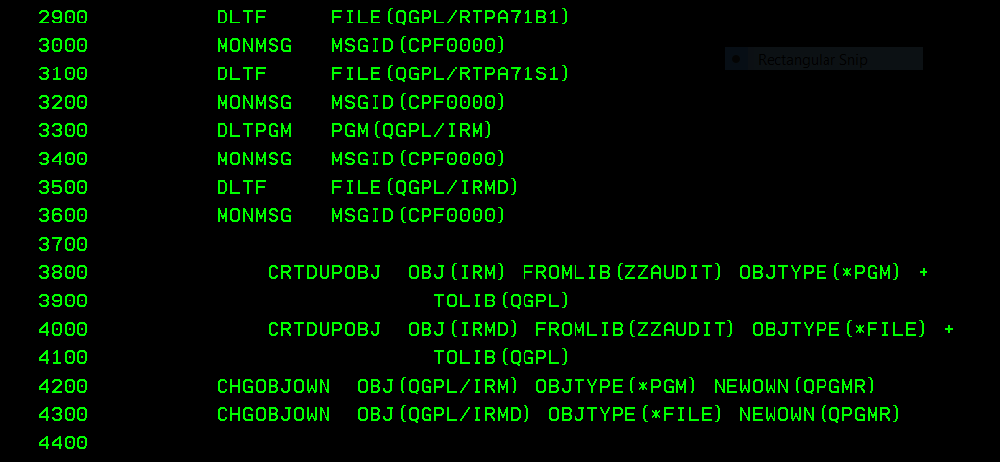 2900 DLTF FILE(QGPL/RTPA71B1)
3000 MONMSG MSGID(CPF0000)
Rectangular Snip
3100 DLTF FILE(QGPL/RTPA71S1)
3200 MONMSG MSGID(CPF0000)
3300 DLTPGM PGM(QGPL/IRM)
3400 MONMSG MSGID(CPF0000)
3500 DLTF FILE(QGPL/IRMD)
3600 MONMSG MSGID(CPF0000)
3700
3800 CRTDUPOBJ OBJ(IRM) FROMLIB(ZZAUDIT) OBJTYPE(*PGM) +
3900 TOLIB(QGPL)
4000 CRTDUPOBJ OBJ(IRMD) FROMLIB(ZZAUDIT) OBJTYPE(*FILE) +
4100 TOLIB(QGPL)
4200 CHGOBJOWN OBJ(QGPL/IRM) OBJTYPE(*PGM) NEWOWN(QPGMR)
4300 CHGOBJOWN OBJ(QGPL/IRMD) OBJTYPE(*FILE) NEWOWN(QPGMR)
4400